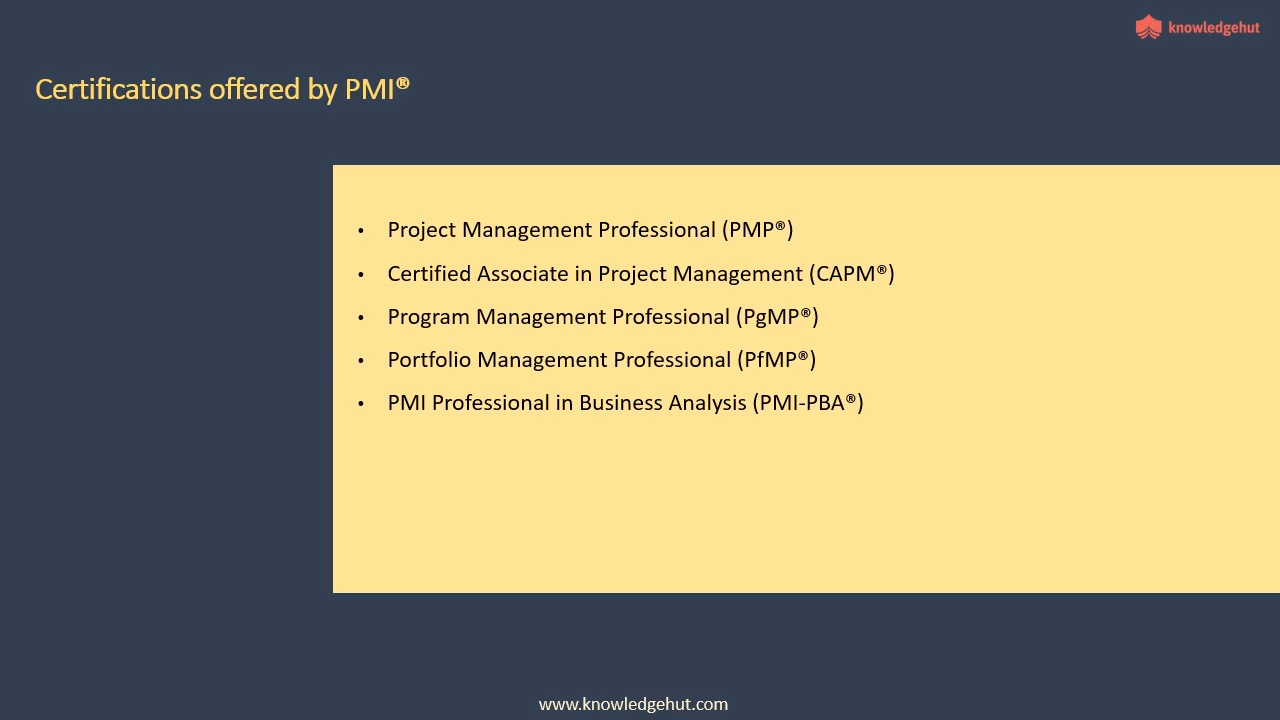 knowledgehut
Certifications offered by PMI®
• Project Management Professional (PMP®)
• Certified Associate in Project Management (CAPM®)
• Program Management Professional (PgMP®)
• Portfolio Management Professional (PfMP®)
• PMI Professional in Business Analysis (PMI-PBA®)
www.knowledgehut.com